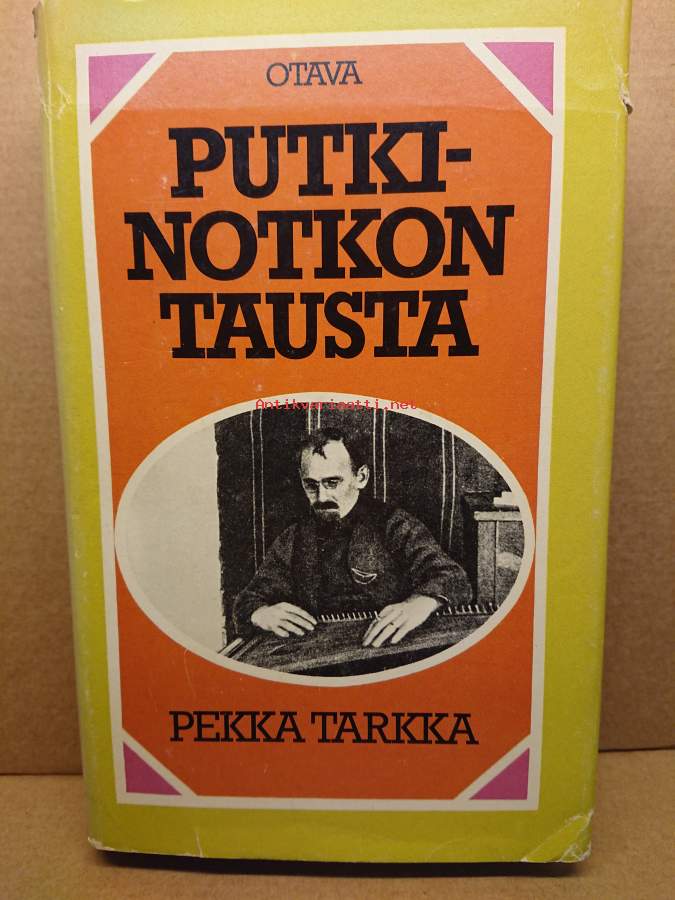 OTAVA
PUTKI-
NOTKON
TAUSTA
Antikvariaatti.net
PEKKA TARKKA